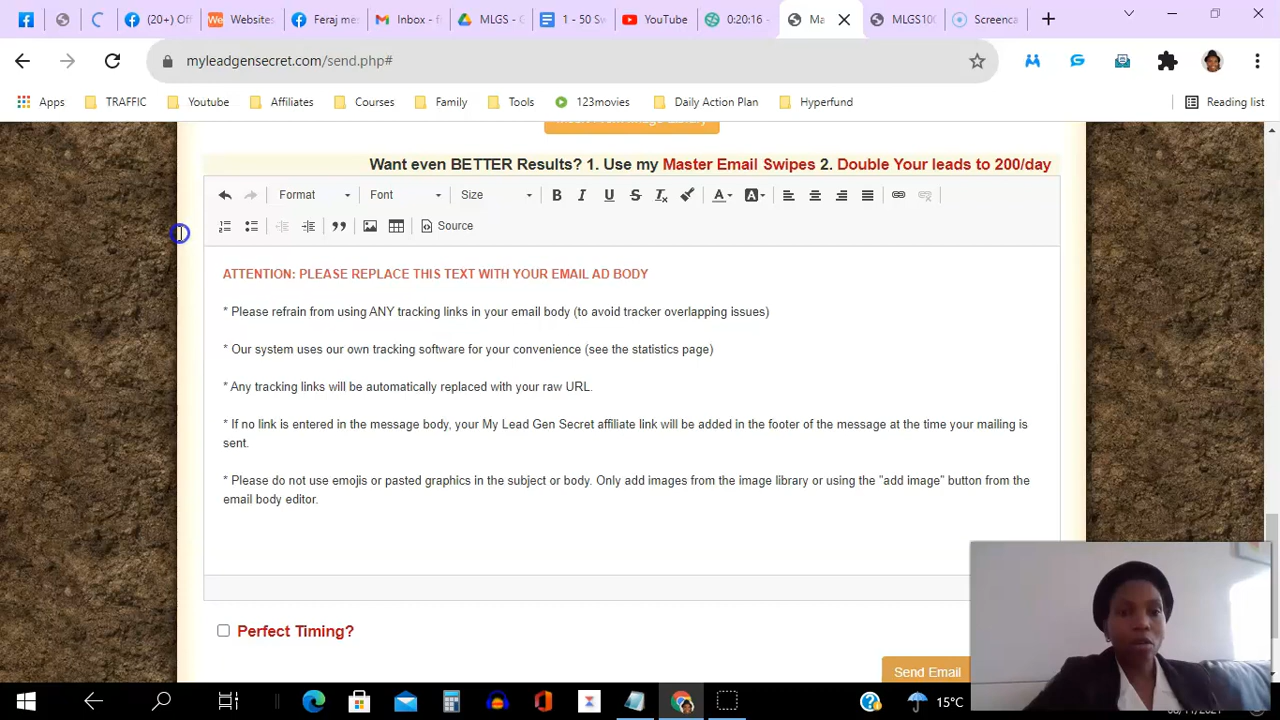 (20+) Of
Websites
Feraj me
Inbox - f
MLGS - G
1 - 50 Sw
YouTube
0:20:16 -
Ma
MLGS100
Screenca
myleadgensecret.com/send.php#
Apps
TRAFFIC
Youtube
Affiliates
Courses
Family
Tools
123movies
Daily Action Plan
Hyperfund
Reading list
Want even BETTER Results? 1. Use my Master Email Swipes 2. Double Your leads to 200/day
Format
Font
Size
Source
ATTENTION: PLEASE REPLACE THIS TEXT WITH YOUR EMAIL AD BODY
* Please refrain from using ANY tracking links in your email body (to avoid tracker overlapping issues)
* Our system uses our own tracking software for your convenience (see the statistics page)
* Any tracking links will be automatically replaced with your raw URL.
* If no link is entered in the message body, your My Lead Gen Secret affiliate link will be added in the footer of the message at the time your mailing is
sent.
* Please do not use emojis or pasted graphics in the subject or body. Only add images from the image library or using the "add image" button from the
email body editor.
Perfect Timing?
Send Email
15°C